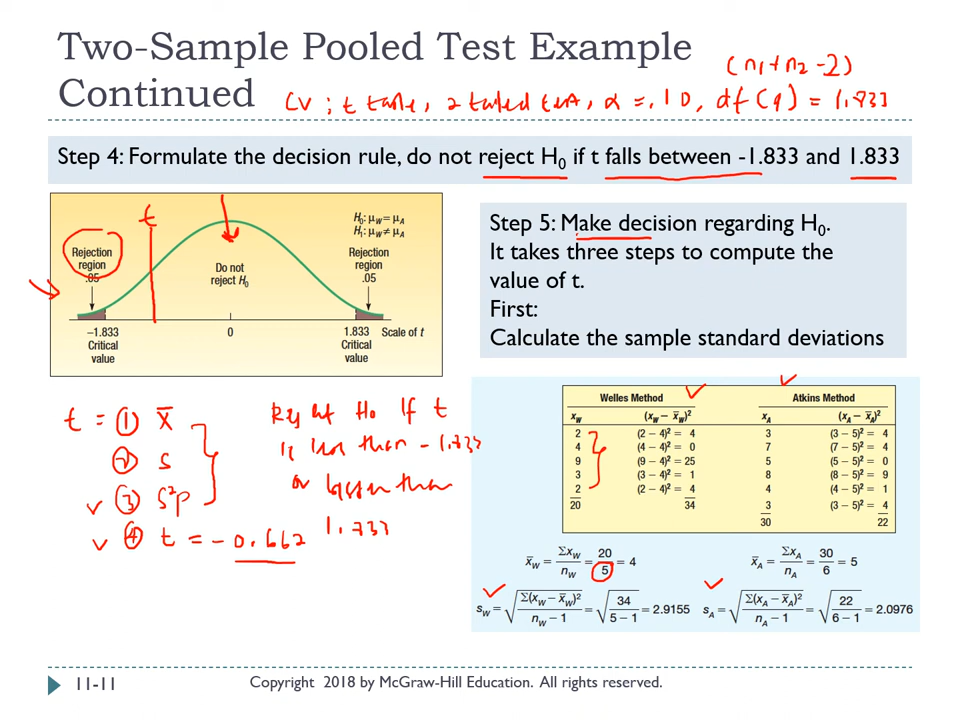 Two-Sample Pooled Test Example
Continued
(n1 + n2 - 2)
CV ; t table, 2 tailed test, α = .10, df (9) = 1.833
Step 4: Formulate the decision rule, do not reject H0 if t falls between -1.833 and 1.833
t
H0: μW = μA
H1: μW ≠ μA
Rejection
region
.05
Do not
reject H0
Rejection
region
.05
−1.833
Critical
value
0
1.833
Critical
value
Scale of t
Step 5: Make decision regarding H0.
It takes three steps to compute the
value of t.
First:
Calculate the sample standard deviations
t = ① x̄
② s
③ s²p
④ t = - 0.662
Reject H0 If t
is less than - 1.833
or
than
1.833
Welles Method
xW (xW − x̄W)²
2 (2 − 4)² = 4
4 (4 − 4)² = 0
9 (9 − 4)² = 25
3 (3 − 4)² = 1
2 (2 − 4)² = 4
20 34
Atkins Method
xA (xA − x̄A)²
3 (3 − 5)² = 4
7 (7 − 5)² = 4
5 (5 − 5)² = 0
8 (8 − 5)² = 9
4 (4 − 5)² = 1
3 (3 − 5)² = 4
30 22
x̄W = ΣxW / nW = 20 / 5 = 4
x̄A = ΣxA / nA = 30 / 6 = 5
sW = √ Σ(xW − x̄W)² / nW − 1 = √ 34 / 5 − 1 = 2.9155
sA = √ Σ(xA − x̄A)² / nA − 1 = √ 22 / 6 − 1 = 2.0976
11-11
Copyright 2018 by McGraw-Hill Education. All rights reserved.